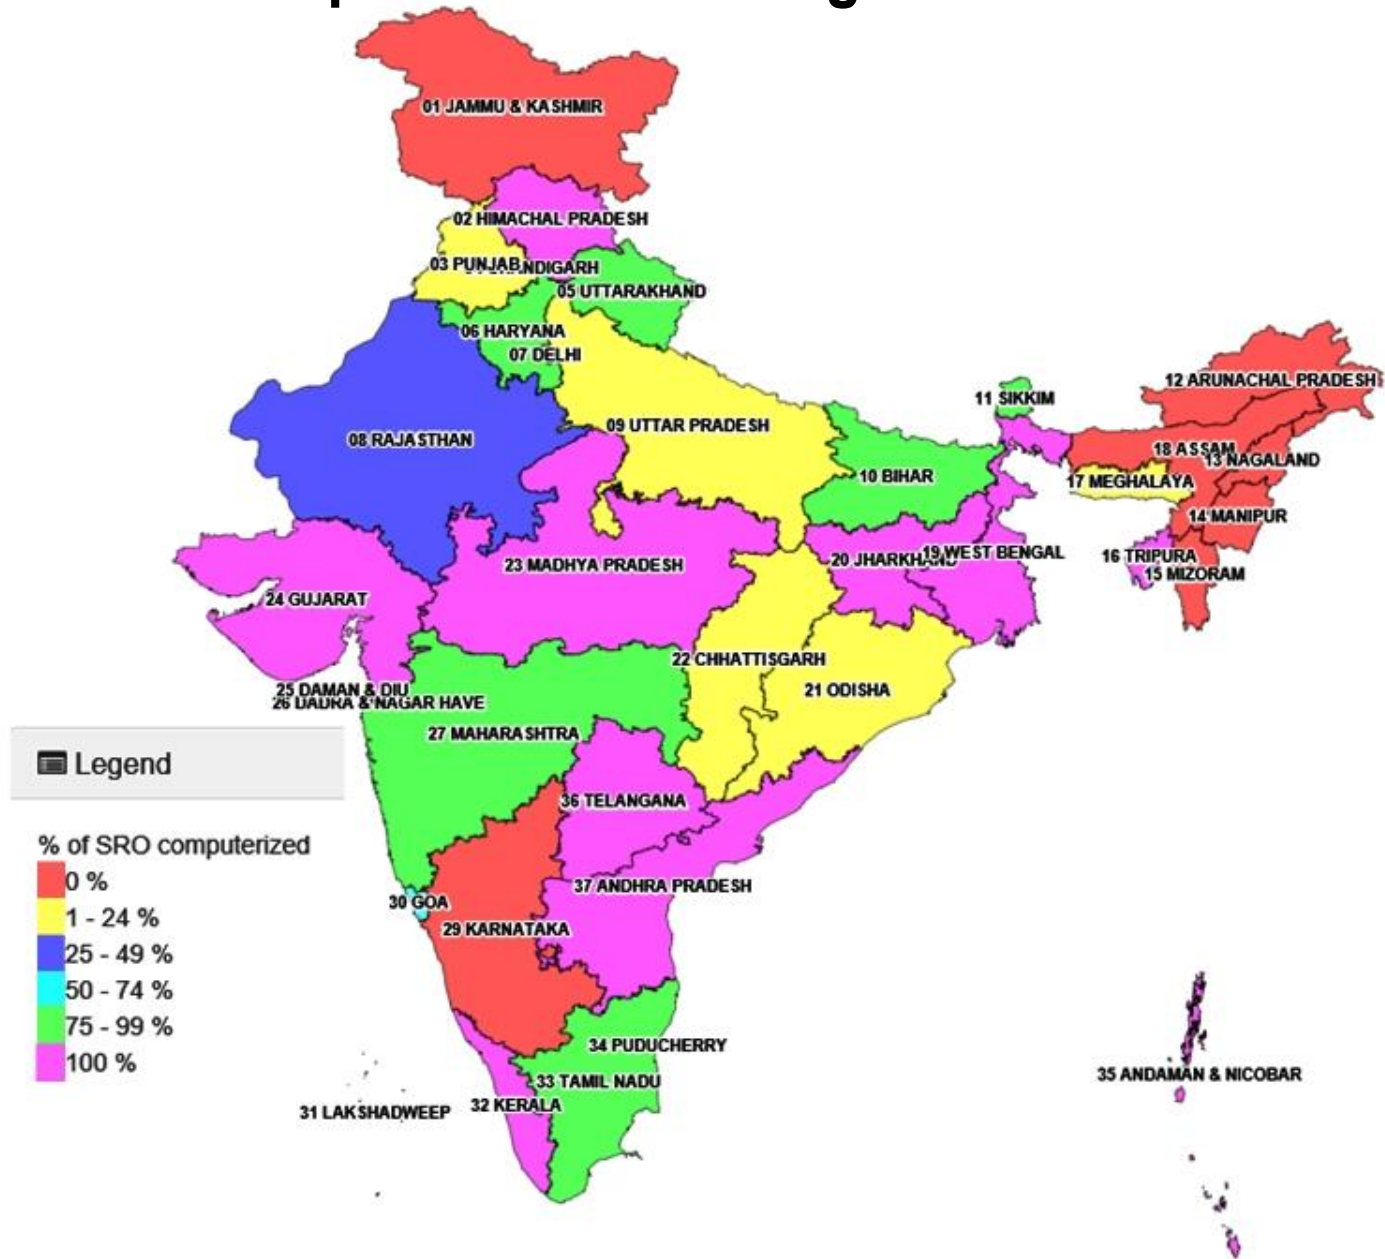 01 JAMMU & KASHMIR
02 HIMACHAL PRADESH
03 PUNJAB
05 UTTARAKHAND
06 HARYANA
07 DELHI
12 ARUNACHAL PRADESH
11 SIKKIM
09 UTTAR PRADESH
08 RAJASTHAN
18 ASSAM
13 NAGALAND
10 BIHAR
17 MEGHALAYA
14 MANIPUR
19 WEST BENGAL
16 TRIPURA
20 JHARKHAND
23 MADHYA PRADESH
15 MIZORAM
24 GUJARAT
22 CHHATTISGARH
21 ODISHA
25 DAMAN & DIU
26 DADRA & NAGAR HAVE
27 MAHARASHTRA
Legend
36 TELANGANA
% of SRO computerized
0 %
1 - 24 %
25 - 49 %
50 - 74 %
75 - 99 %
100 %
37 ANDHRA PRADESH
30 GOA
29 KARNATAKA
34 PUDUCHERRY
35 ANDAMAN & NICOBAR
33 TAMIL NADU
32 KERALA
31 LAKSHADWEEP